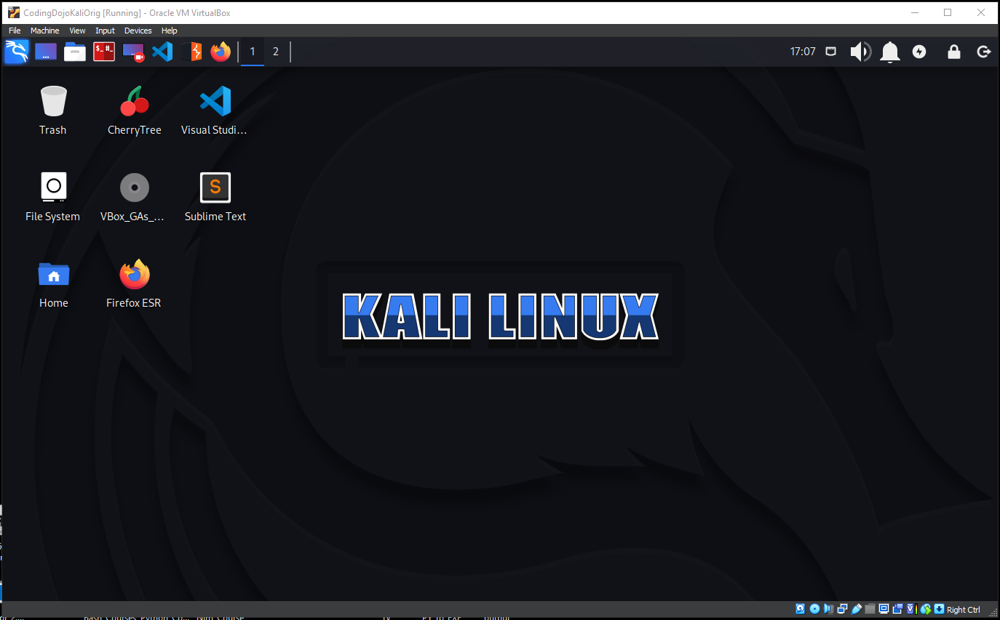 CodingDojoKaliOrig [Running] - Oracle VM VirtualBox
File Machine View Input Devices Help
$_ #_
1 2
17:07
Trash CherryTree Visual Studi...
File System VBox_GAs_... Sublime Text
Home Firefox ESR
KALI LINUX
Right Ctrl